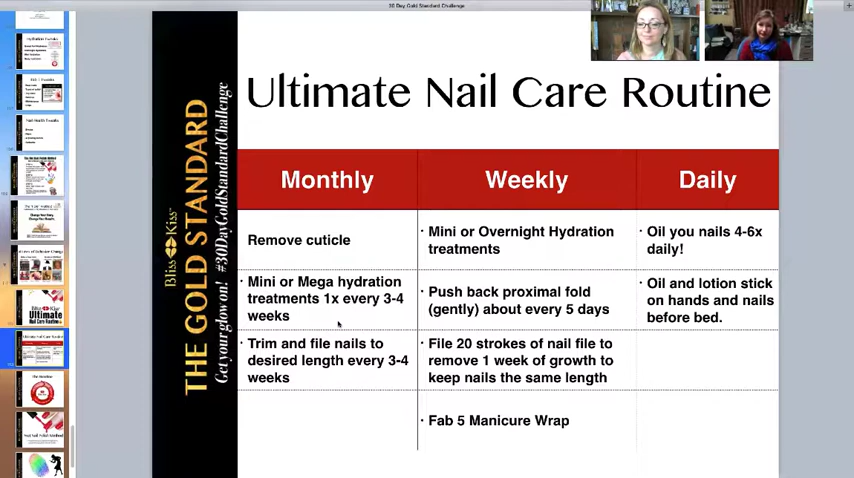 30 Day Gold Standard Challenge
Ultimate Nail Care Routine
Bliss Kiss™
THE GOLD STANDARD
Get your glow on! #30DayGoldStandardChallenge
Monthly
Weekly
Daily
Remove cuticle
· Mini or Overnight Hydration
treatments
· Oil you nails 4-6x
daily!
· Mini or Mega hydration
treatments 1x every 3-4
weeks
· Push back proximal fold
(gently) about every 5 days
· Oil and lotion stick
on hands and nails
before bed.
· Trim and file nails to
desired length every 3-4
weeks
· File 20 strokes of nail file to
remove 1 week of growth to
keep nails the same length
· Fab 5 Manicure Wrap
Ultimate